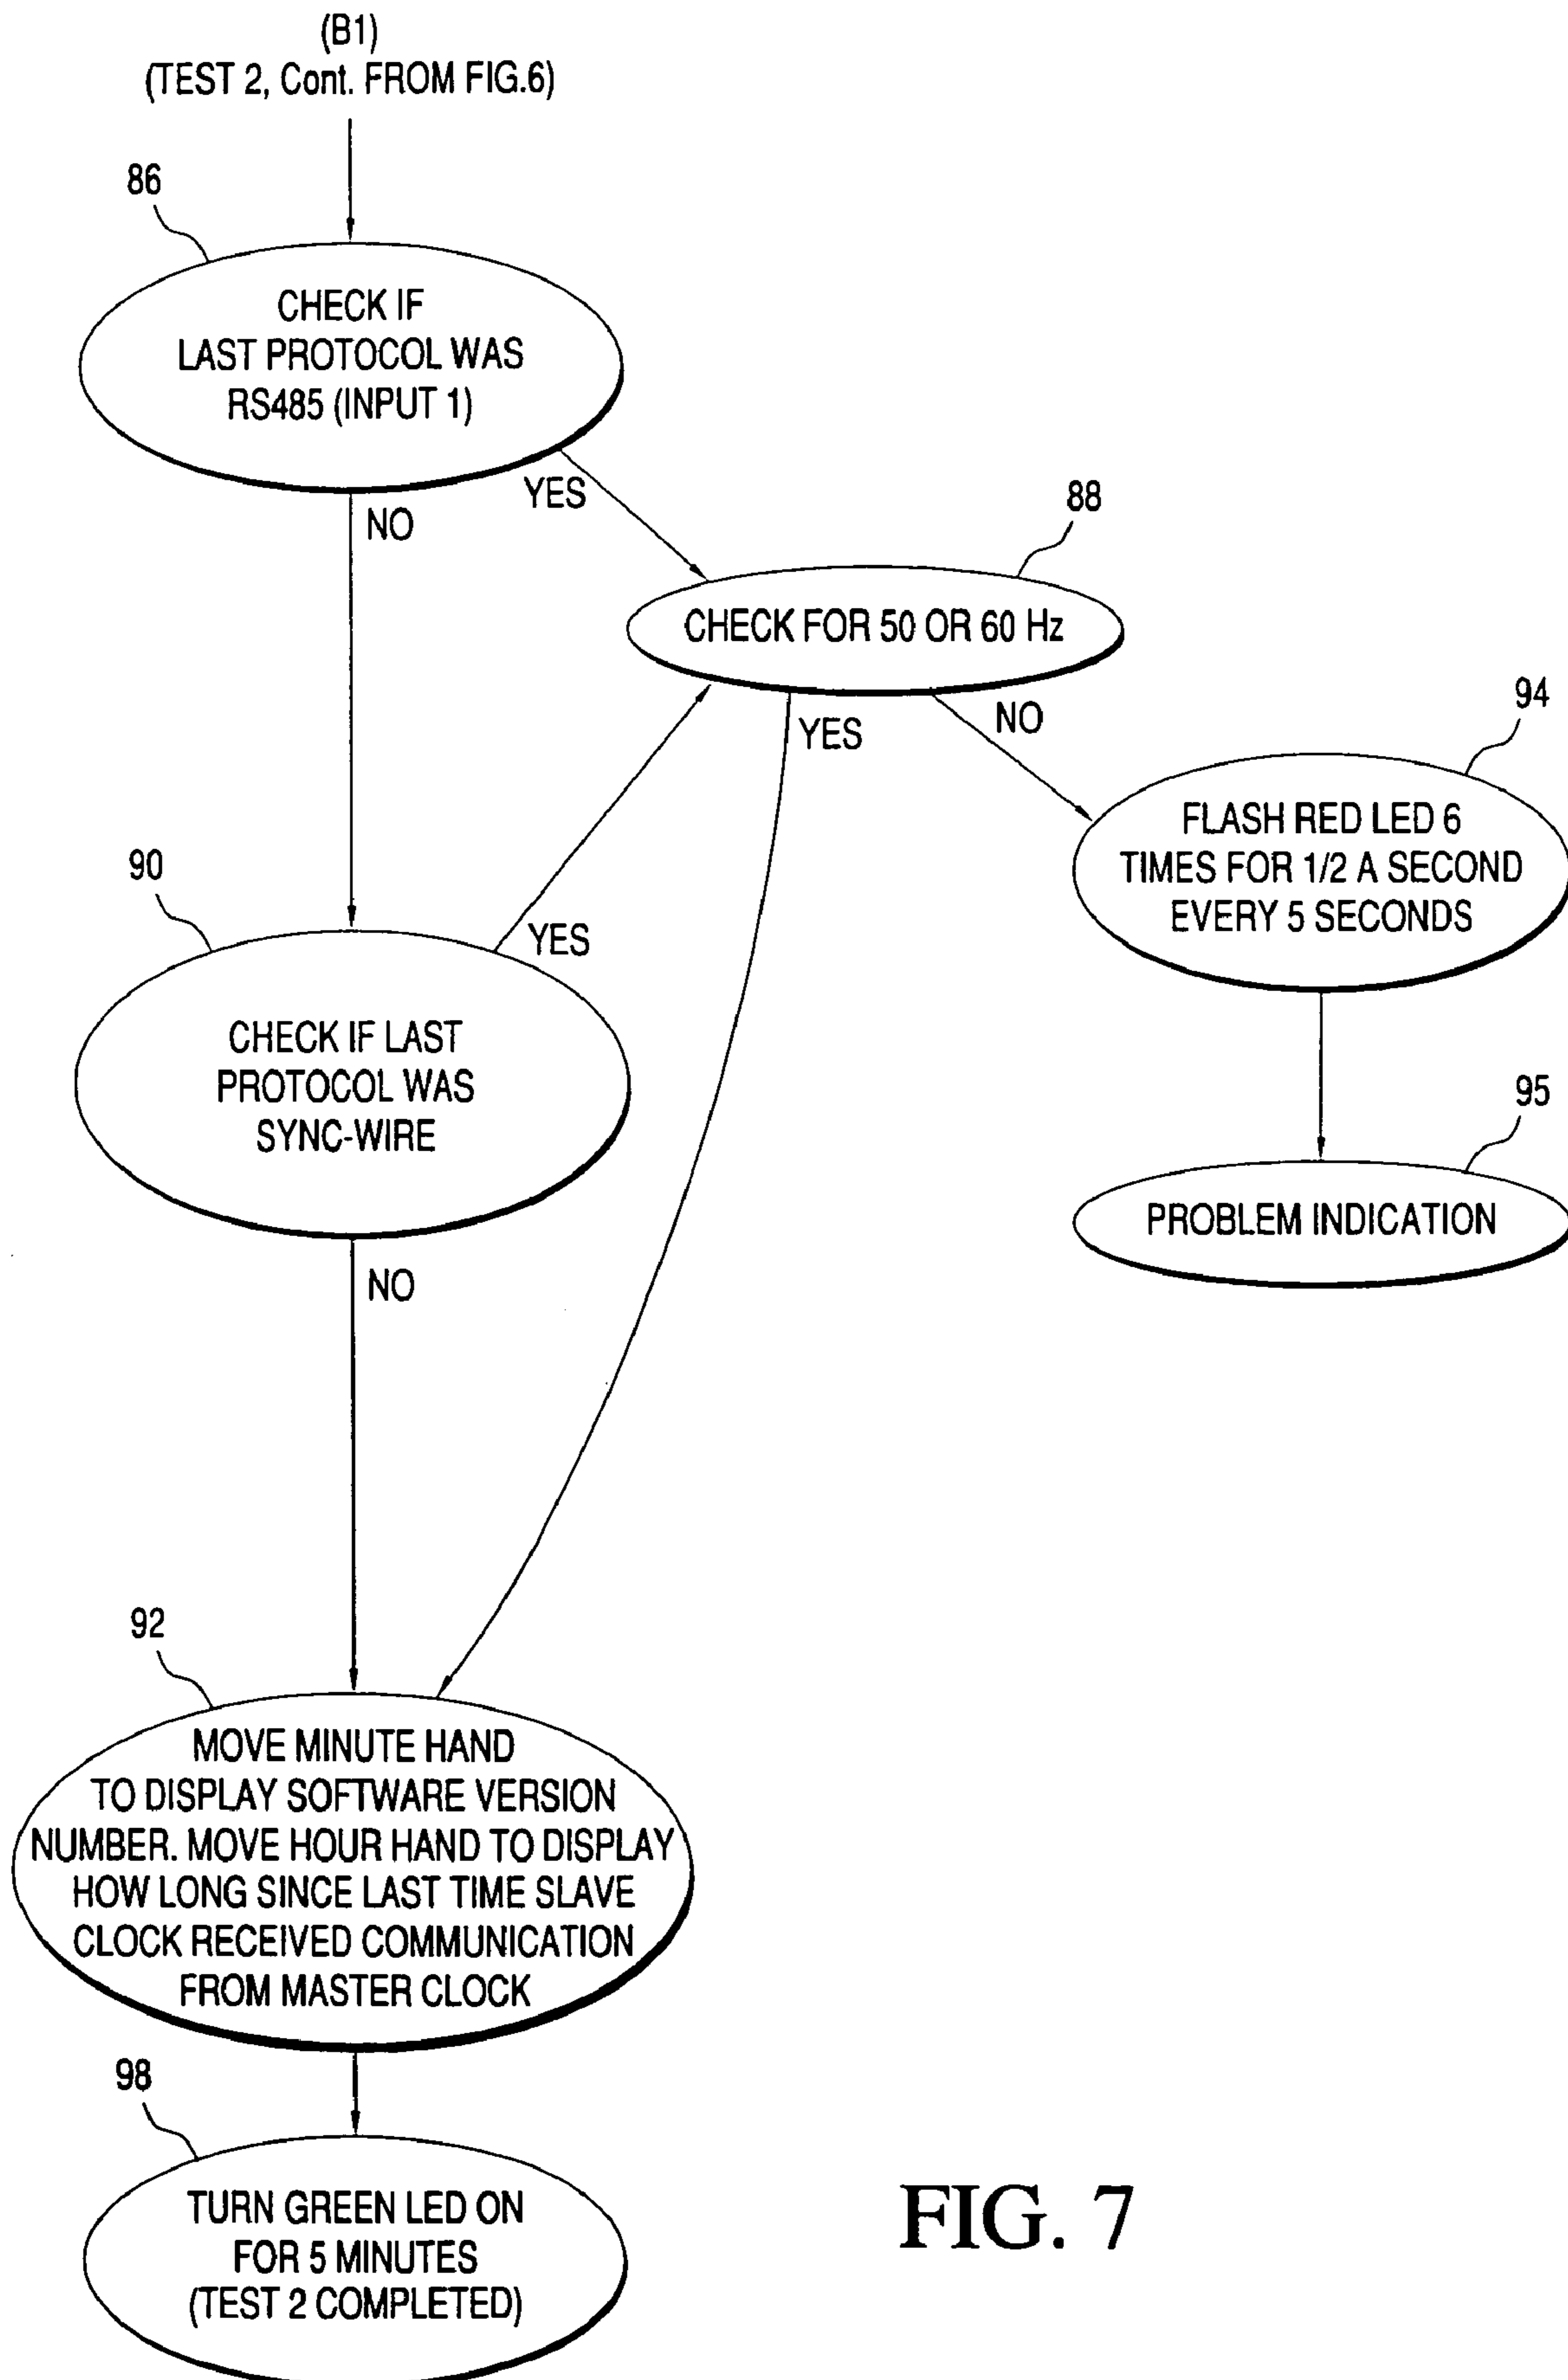 (B1)
(TEST 2, Cont. FROM FIG.6)
86
CHECK IF
LAST PROTOCOL WAS
RS485 (INPUT 1)
YES
NO
88
CHECK FOR 50 OR 60 Hz
YES
NO
94
FLASH RED LED 6
TIMES FOR 1/2 A SECOND
EVERY 5 SECONDS
90
YES
CHECK IF LAST
PROTOCOL WAS
SYNC-WIRE
NO
95
PROBLEM INDICATION
92
MOVE MINUTE HAND
TO DISPLAY SOFTWARE VERSION
NUMBER. MOVE HOUR HAND TO DISPLAY
HOW LONG SINCE LAST TIME SLAVE
CLOCK RECEIVED COMMUNICATION
FROM MASTER CLOCK
98
TURN GREEN LED ON
FOR 5 MINUTES
(TEST 2 COMPLETED)
FIG. 7